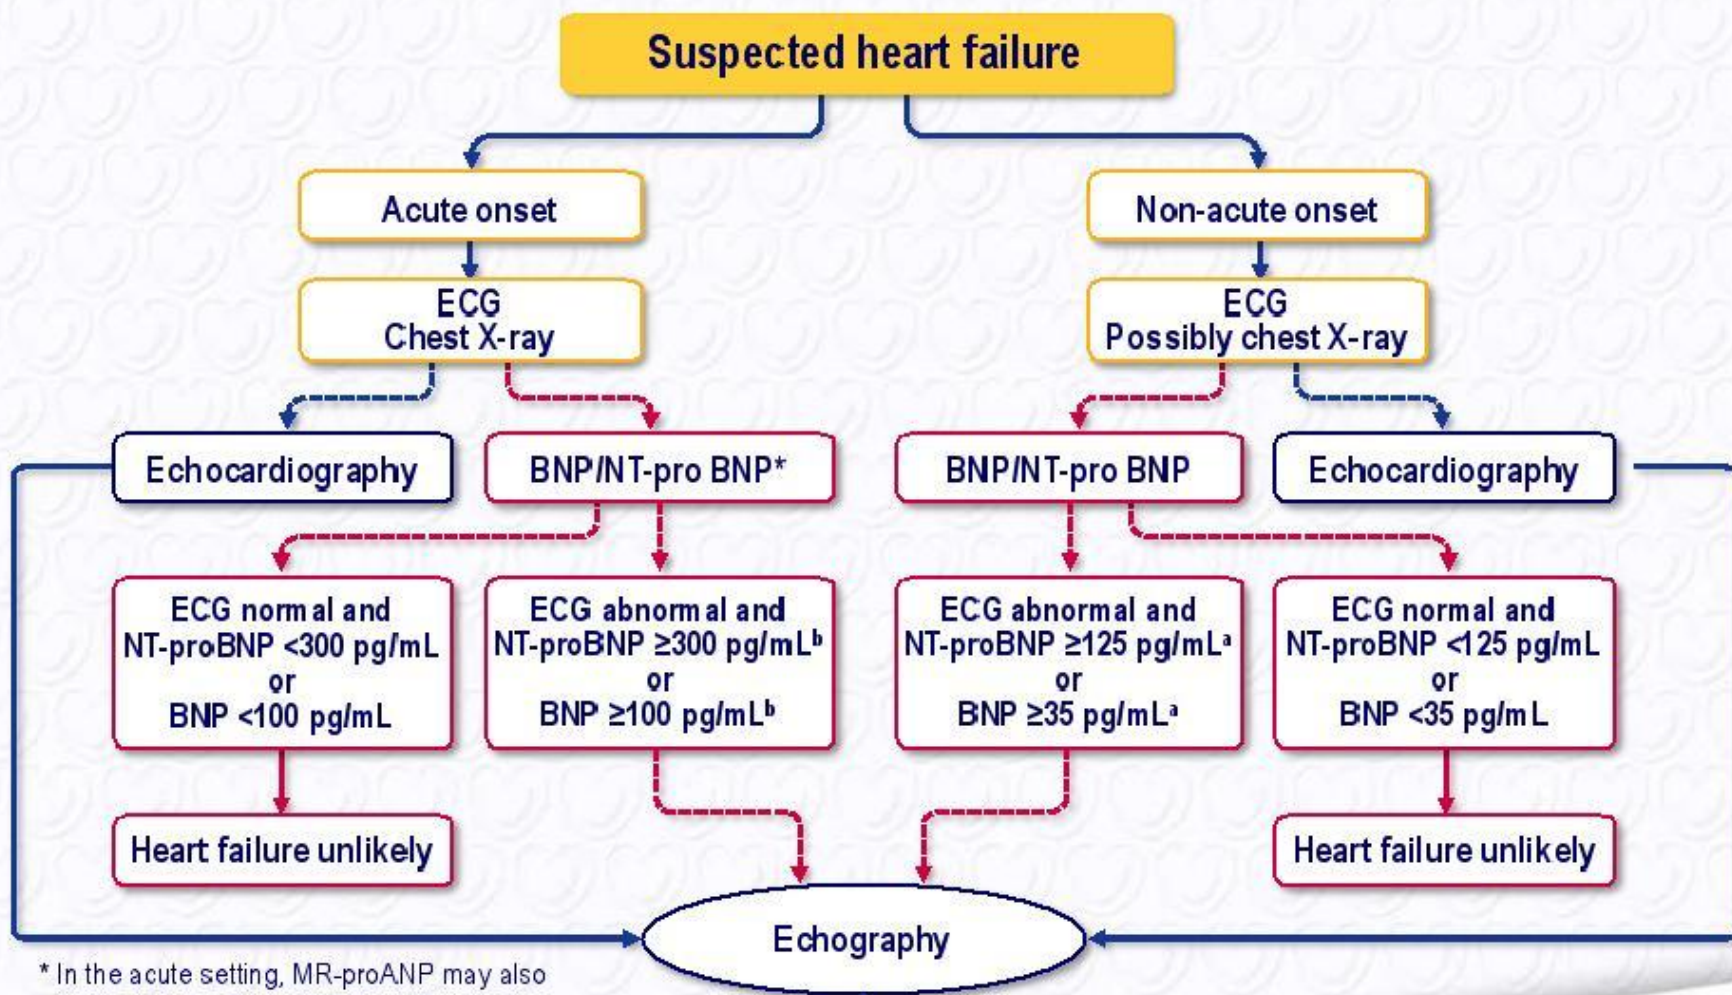 Suspected heart failure
Acute onset
Non-acute onset
ECG
Chest X-ray
ECG
Possibly chest X-ray
Echocardiography
BNP/NT-pro BNP*
BNP/NT-pro BNP
Echocardiography
ECG normal and
NT-proBNP <300 pg/mL
or
BNP <100 pg/mL
ECG abnormal and
NT-proBNP ≥300 pg/mLᵇ
or
BNP ≥100 pg/mLᵇ
ECG abnormal and
NT-proBNP ≥125 pg/mLᵃ
or
BNP ≥35 pg/mLᵃ
ECG normal and
NT-proBNP <125 pg/mL
or
BNP <35 pg/mL
Heart failure unlikely
Heart failure unlikely
Echography
* In the acute setting, MR-proANP may also